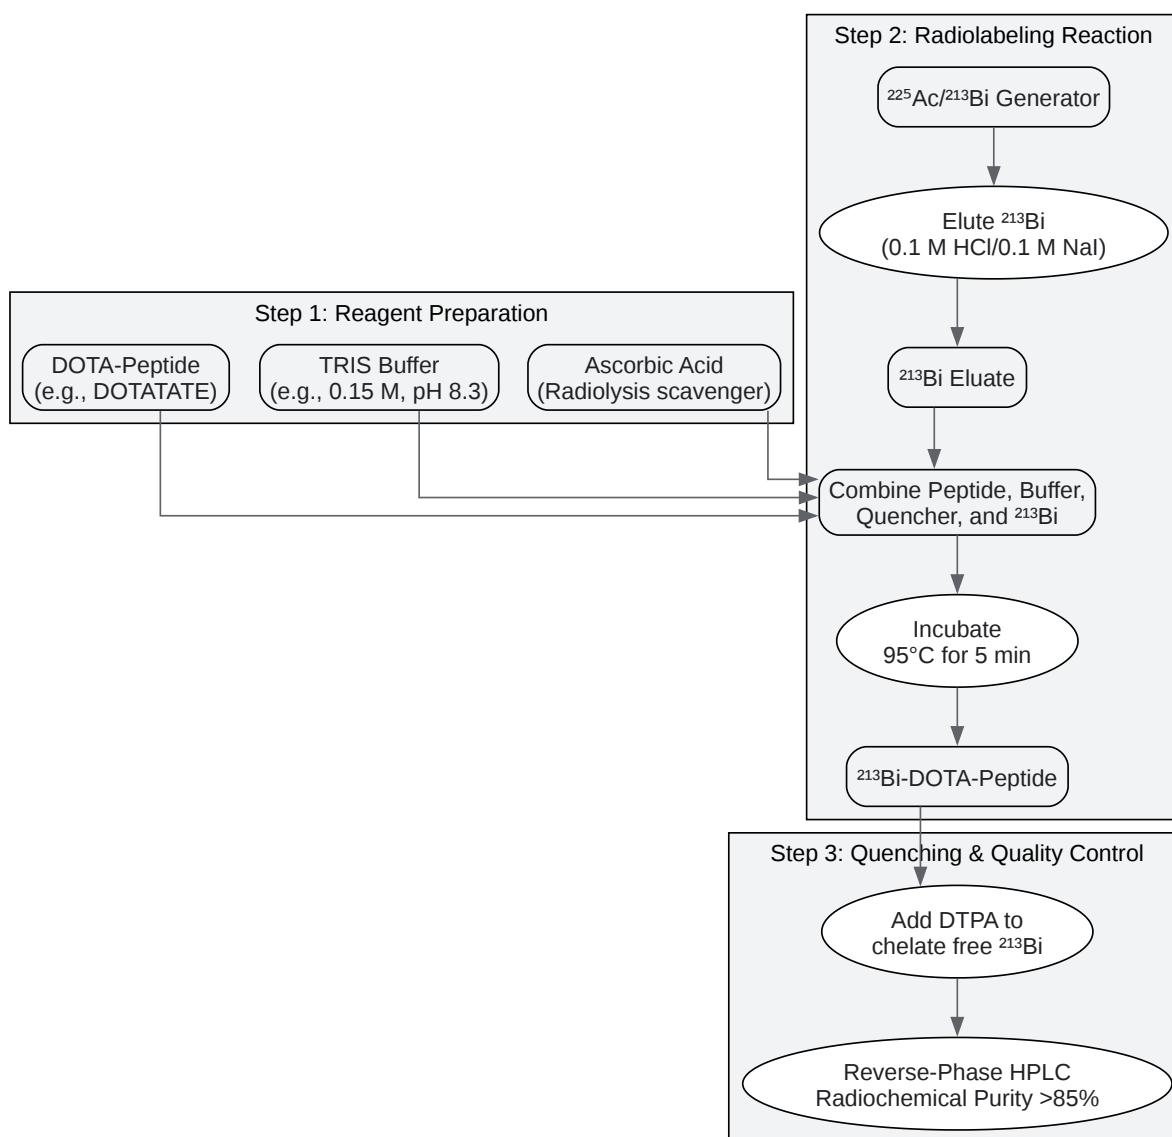 Step 2: Radiolabeling Reaction
²²⁵Ac/²¹³Bi Generator
Elute ²¹³Bi
(0.1 M HCl/0.1 M NaI)
Step 1: Reagent Preparation
DOTA-Peptide
(e.g., DOTATATE)
TRIS Buffer
(e.g., 0.15 M, pH 8.3)
Ascorbic Acid
(Radiolysis scavenger)
²¹³Bi Eluate
Combine Peptide, Buffer,
Quencher, and ²¹³Bi
Incubate
95°C for 5 min
²¹³Bi-DOTA-Peptide
Step 3: Quenching & Quality Control
Add DTPA to
chelate free ²¹³Bi
Reverse-Phase HPLC
Radiochemical Purity >85%